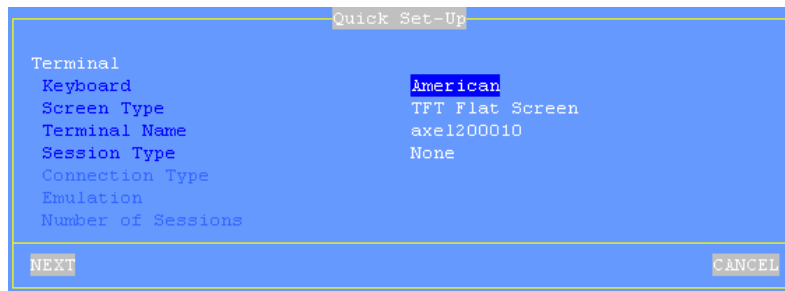 Quick Set-Up
Terminal
Keyboard American
Screen Type TFT Flat Screen
Terminal Name axel200010
Session Type None
Connection Type
Emulation
Number of Sessions
NEXT CANCEL